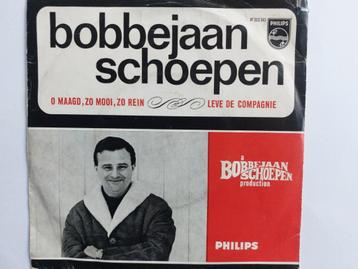 PHILIPS
bobbejaan
schoepen
O MAAGD, ZO MOOI, ZO REIN LEVE DE COMPAGNIE
a
BOBBEJAAN
SCHOEPEN
production
PHILIPS